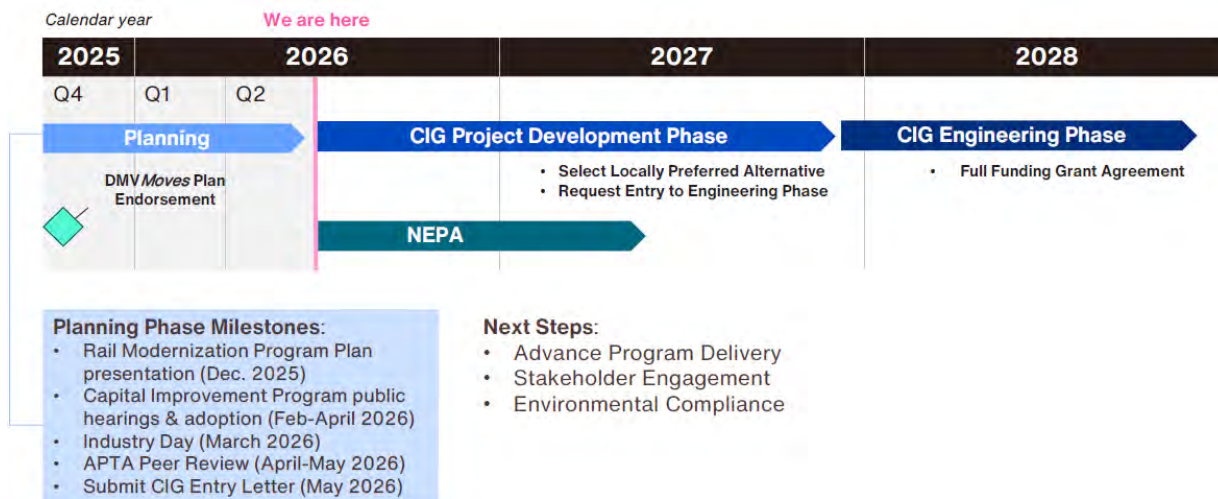 Calendar year
We are here
2025 2026 2027 2028
Q4 Q1 Q2
Planning
CIG Project Development Phase
CIG Engineering Phase
DMVMoves Plan
Endorsement
• Select Locally Preferred Alternative
• Request Entry to Engineering Phase
• Full Funding Grant Agreement
NEPA
Planning Phase Milestones:
• Rail Modernization Program Plan
presentation (Dec. 2025)
• Capital Improvement Program public
hearings & adoption (Feb-April 2026)
• Industry Day (March 2026)
• APTA Peer Review (April-May 2026)
• Submit CIG Entry Letter (May 2026)
Next Steps:
• Advance Program Delivery
• Stakeholder Engagement
• Environmental Compliance